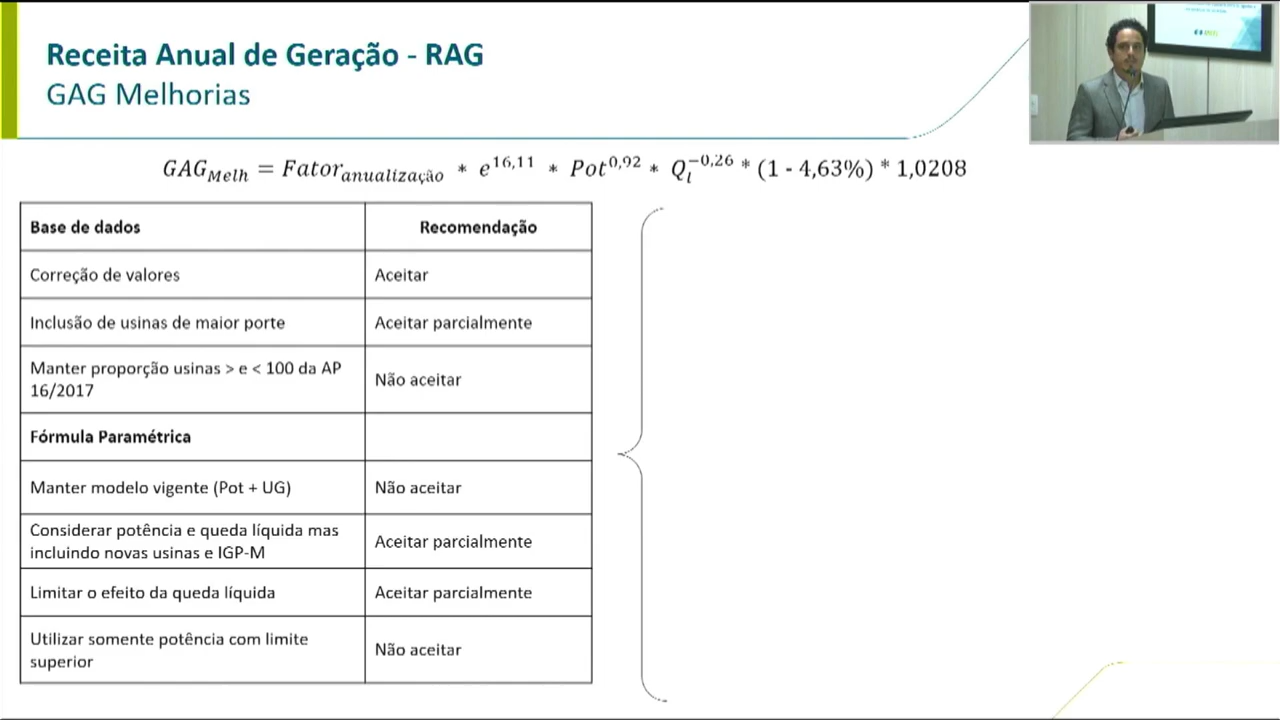 Receita Anual de Geração - RAG
GAG Melhorias
GAG_Melh = Fator_anualização * e^16,11 * Pot^0,92 * Q_l^−0,26 * (1 - 4,63%) * 1,0208
Base de dados
Recomendação
Correção de valores
Aceitar
Inclusão de usinas de maior porte
Aceitar parcialmente
Manter proporção usinas > e < 100 da AP
16/2017
Não aceitar
Fórmula Paramétrica
Manter modelo vigente (Pot + UG)
Não aceitar
Considerar potência e queda líquida mas
incluindo novas usinas e IGP-M
Aceitar parcialmente
Limitar o efeito da queda líquida
Aceitar parcialmente
Utilizar somente potência com limite
superior
Não aceitar